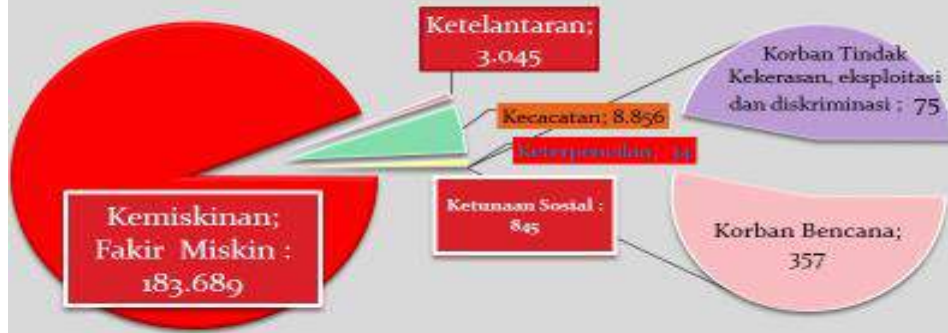 Ketelantaran;
3.045
Korban Tindak
Kekerasan, eksploitasi
dan diskriminasi ; 75
Kecacatan; 8.856
Keterpencilan; 34
Ketunaan Sosial :
845
Kemiskinan;
Fakir Miskin :
183.689
Korban Bencana;
357